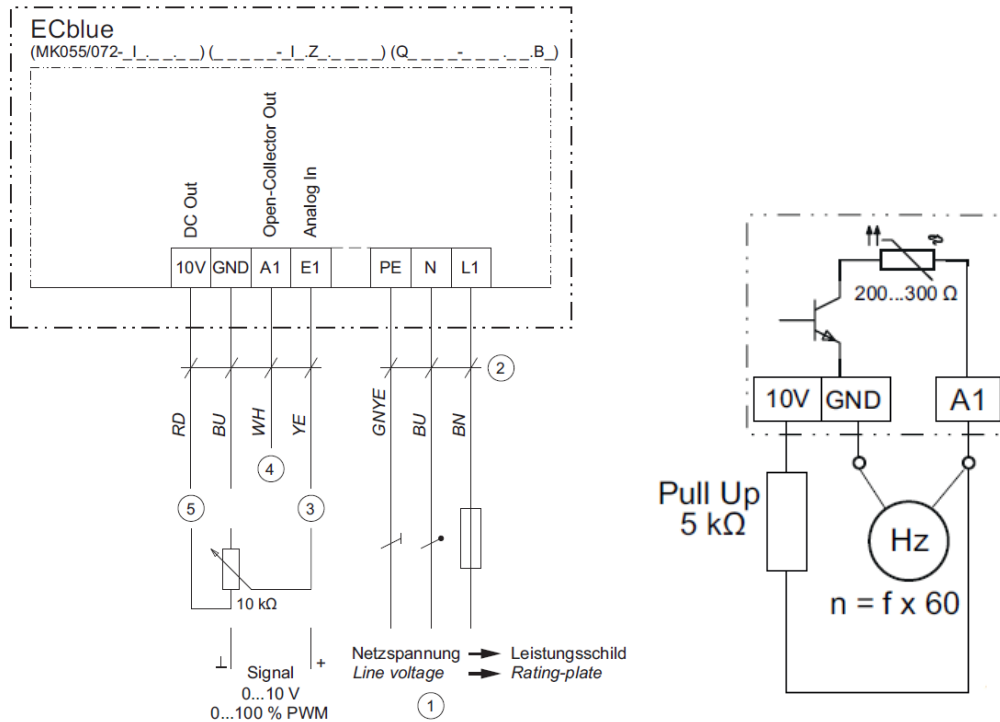 ECblue
(MK055/072-_I_._ _._ _) (_ _ _ _ _ _-_I_.Z_._ _ _ _) (Q_ _ _ _-_ _ _ _._ _.B_)
DC Out
Open-Collector Out
Analog In
10V GND A1 E1 PE N L1
2
RD BU WH YE GNYE BU BN
4
5 3
10 kΩ
⊥ Signal +
0...10 V
0...100 % PWM
Netzspannung Leistungsschild
Line voltage Rating-plate
1
200...300 Ω
10V GND A1
Pull Up
5 kΩ
Hz
n = f x 60